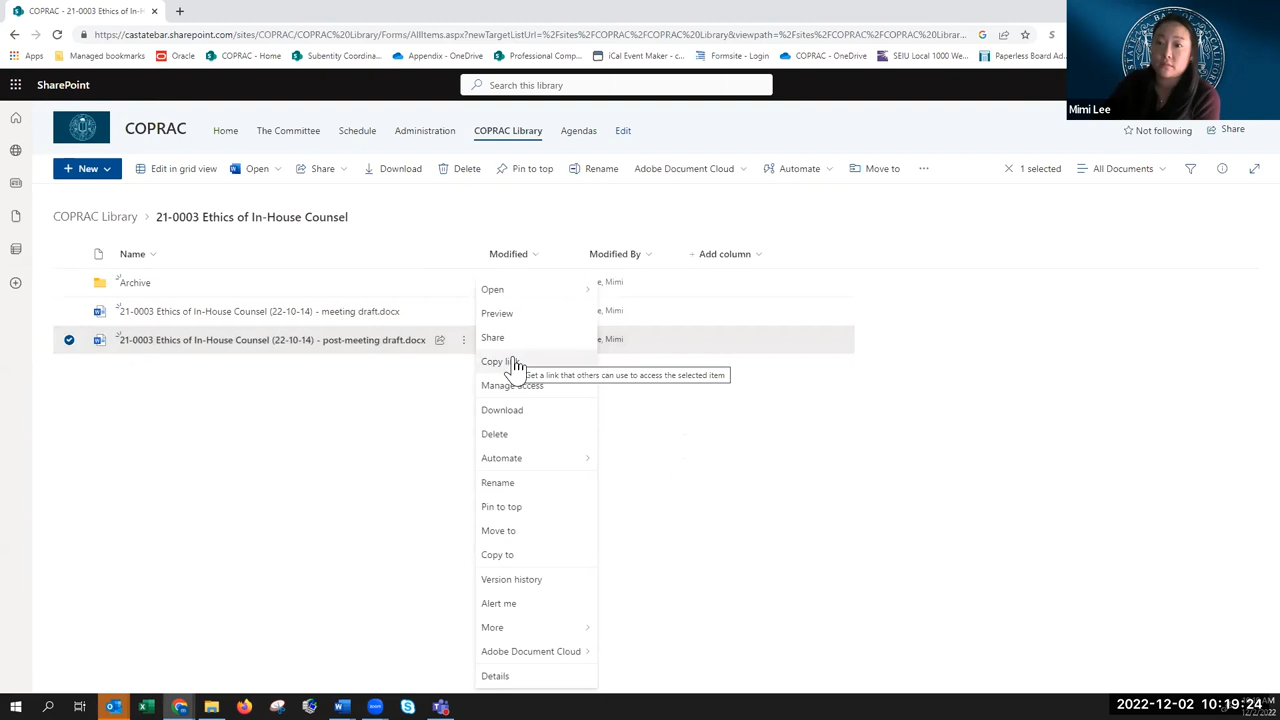 COPRAC - 21-0003 Ethics of In-H
https://castatebar.sharepoint.com/sites/COPRAC/COPRAC%20Library/Forms/AllItems.aspx?newTargetListUrl=%2Fsites%2FCOPRAC%2FCOPRAC%20Library&viewpath=%2Fsites%2FCOPRAC%2FCOPRAC%20Librar...
Apps Managed bookmarks Oracle COPRAC - Home Subentity Coordina... Appendix - OneDrive Professional Compe... iCal Event Maker - c... Formsite - Login COPRAC - OneDrive SEIU Local 1000 We... Paperless Board Ad...
Mimi Lee
SharePoint
Search this library
COPRAC Home The Committee Schedule Administration COPRAC Library Agendas Edit
Not following Share
New Edit in grid view Open Share Download Delete Pin to top Rename Adobe Document Cloud Automate Move to ... 1 selected All Documents
COPRAC Library > 21-0003 Ethics of In-House Counsel
Name Modified Modified By + Add column
Archive e, Mimi
21-0003 Ethics of In-House Counsel (22-10-14) - meeting draft.docx e, Mimi
21-0003 Ethics of In-House Counsel (22-10-14) - post-meeting draft.docx e, Mimi
Open
Preview
Share
Copy link
Get a link that others can use to access the selected item
Manage access
Download
Delete
Automate
Rename
Pin to top
Move to
Copy to
Version history
Alert me
More
Adobe Document Cloud
Details
2022-12-02 10:19:24